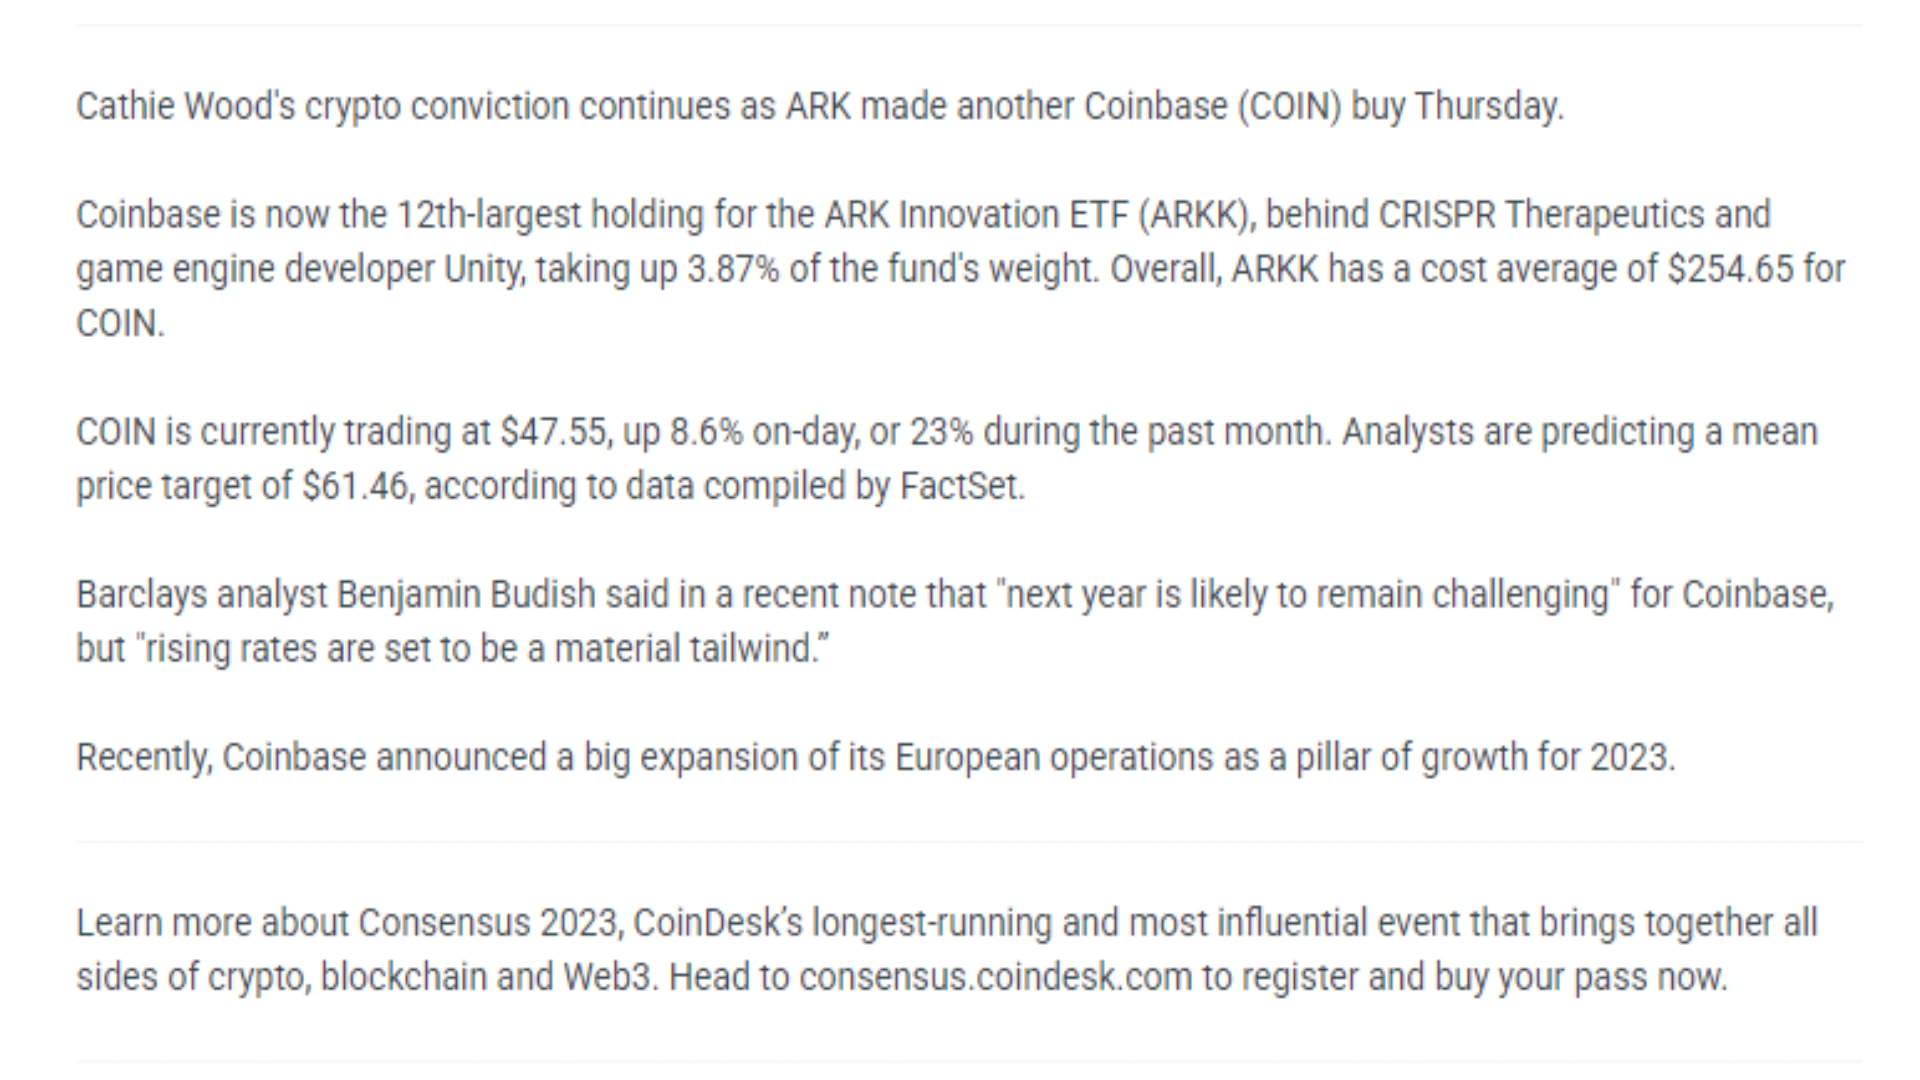 Cathie Wood's crypto conviction continues as ARK made another Coinbase (COIN) buy Thursday.
Coinbase is now the 12th-largest holding for the ARK Innovation ETF (ARKK), behind CRISPR Therapeutics and
game engine developer Unity, taking up 3.87% of the fund's weight. Overall, ARKK has a cost average of $254.65 for
COIN.
COIN is currently trading at $47.55, up 8.6% on-day, or 23% during the past month. Analysts are predicting a mean
price target of $61.46, according to data compiled by FactSet.
Barclays analyst Benjamin Budish said in a recent note that "next year is likely to remain challenging" for Coinbase,
but "rising rates are set to be a material tailwind.”
Recently, Coinbase announced a big expansion of its European operations as a pillar of growth for 2023.
Learn more about Consensus 2023, CoinDesk’s longest-running and most influential event that brings together all
sides of crypto, blockchain and Web3. Head to consensus.coindesk.com to register and buy your pass now.